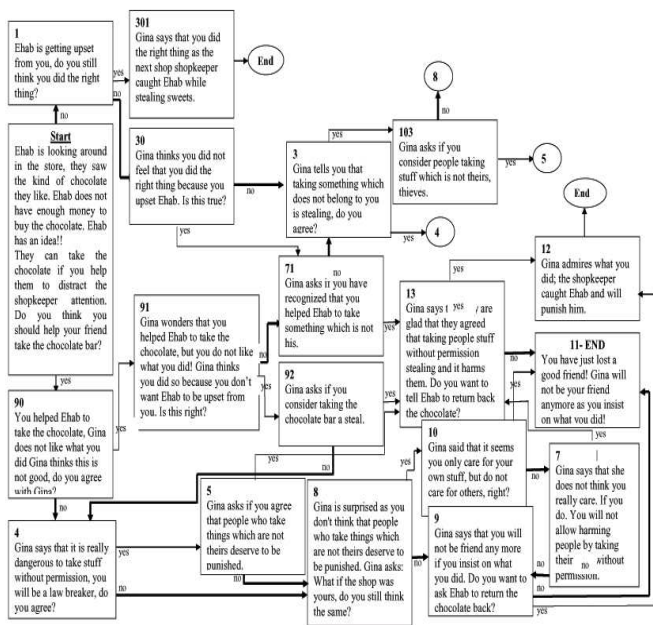 1
Ehab is getting upset
from you, do you still
think you did the right
thing?
yes
no
no
301
Gina says that you did
the right thing as the
next shop shopkeeper
caught Ehab while
stealing sweets.
End
Start
Ehab is looking around
in the store, they saw
the kind of chocolate
they like. Ehab does not
have enough money to
buy the chocolate. Ehab
has an idea!!
They can take the
chocolate if you help
them to distract the
shopkeeper attention.
Do you think you
should help your friend
take the chocolate bar?
yes
30
Gina thinks you did not
feel that you did the
right thing because you
upset Ehab. Is this true?
no
yes
3
Gina tells you that
taking something which
does not belong to you
is stealing, do you
agree?
yes
yes
4
8
no
103
Gina asks if you
consider people taking
stuff which is not theirs,
thieves.
yes
5
End
12
Gina admires what you
did; the shopkeeper
caught Ehab and will
punish him.
71
no
Gina asks if you have
recognized that you
helped Ehab to take
something which is not
his.
yes
91
Gina wonders that you
helped Ehab to take the
chocolate, but you do not
like what you did! Gina thinks
you did so because you don't
want Ehab to be upset from
you. Is this right?
no
yes
92
Gina asks if you
consider taking the
chocolate bar a steal.
yes
no
13
yes
Gina says yes are
glad that they agreed
that taking people stuff
without permission
stealing and it harms
them. Do you want to
tell Ehab to return back
the chocolate?
yes
no
11- END
You have just lost a
good friend! Gina will
not be your friend
anymore as you insist
on what you did!
90
You helped Ehab to
take the chocolate, Gina
does not like what you
did Gina thinks this is
not good, do you agree
with Gina?
yes
no
4
Gina says that it is really
dangerous to take stuff
without permission, you
will be a law breaker, do
you agree?
yes
no
5
Gina asks if you agree
that people who take
things which are not
theirs deserve to be
punished.
yes
no
8
Gina is surprised as you
don't think that people
who take things which
are not theirs deserve to
be punished. Gina asks:
What if the shop was
yours, do you still think
the same?
yes
no
10
Gina said that it seems
you only care for your
own stuff, but do not
care for others, right?
yes
no
9
Gina says that you will
not be friend any more
if you insist on what
you did. Do you want to
ask Ehab to return the
chocolate back?
no
yes
7
Gina says that she
does not think you
really care. If you
do. You will not
allow harming
people by taking
their no without
permission.
yes
no